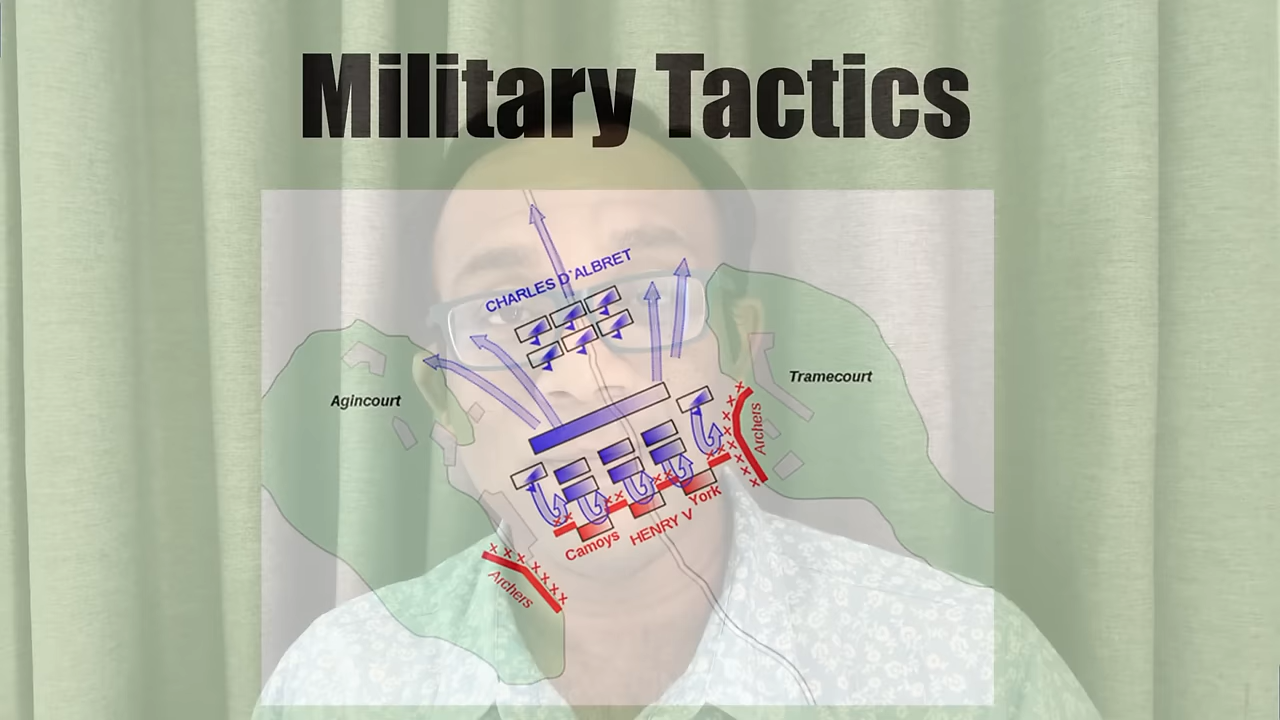 Military Tactics
CHARLES D'ALBRET
Agincourt
Tramecourt
Archers
York
HENRY V
Camoys
Archers